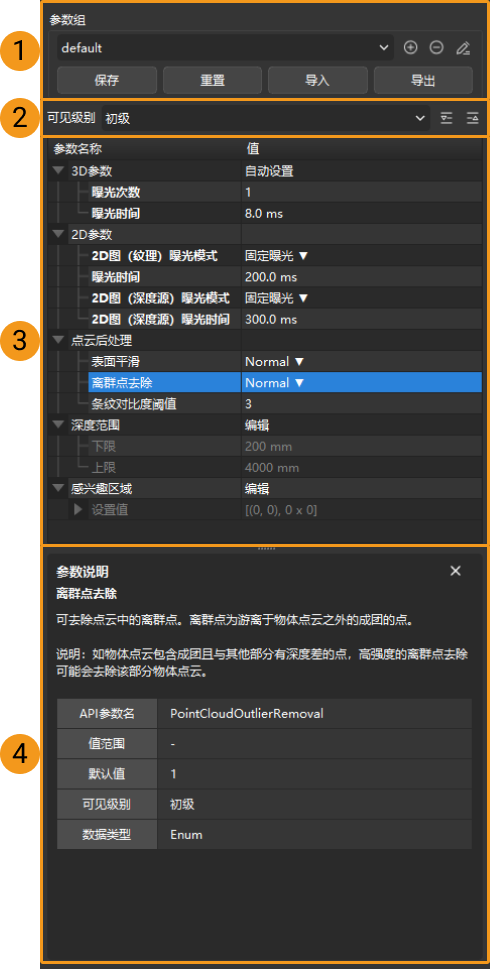 参数组
1
default
保存 重置 导入 导出
2
可见级别 初级
参数名称 值
3D参数 自动设置
曝光次数 1
曝光时间 8.0 ms
2D参数
2D图（纹理）曝光模式 固定曝光 ▼
曝光时间 200.0 ms
2D图（深度源）曝光模式 固定曝光 ▼
2D图（深度源）曝光时间 300.0 ms
3
点云后处理
表面平滑 Normal ▼
离群点去除 Normal ▼
条纹对比度阈值 3
深度范围 编辑
下限 200 mm
上限 4000 mm
感兴趣区域 编辑
设置值 [(0, 0), 0 x 0]
参数说明
离群点去除
可去除点云中的离群点。离群点为游离于物体点云之外的成团的点。
说明：如物体点云包含成团且与其他部分有深度差的点，高强度的离群点去除
可能会去除该部分物体点云。
API参数名 PointCloudOutlierRemoval
值范围 -
4
默认值 1
可见级别 初级
数据类型 Enum